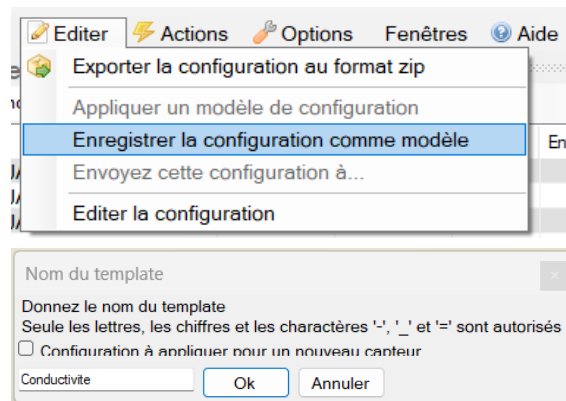 Editer Actions Options Fenêtres Aide
Exporter la configuration au format zip
Appliquer un modèle de configuration
Enregistrer la configuration comme modèle
En
Envoyez cette configuration à...
Editer la configuration
Nom du template
Donnez le nom du template
Seule les lettres, les chiffres et les charactères '-', '_' et '=' sont autorisés
Configuration à appliquer pour un nouveau capteur
Conductivite Ok Annuler